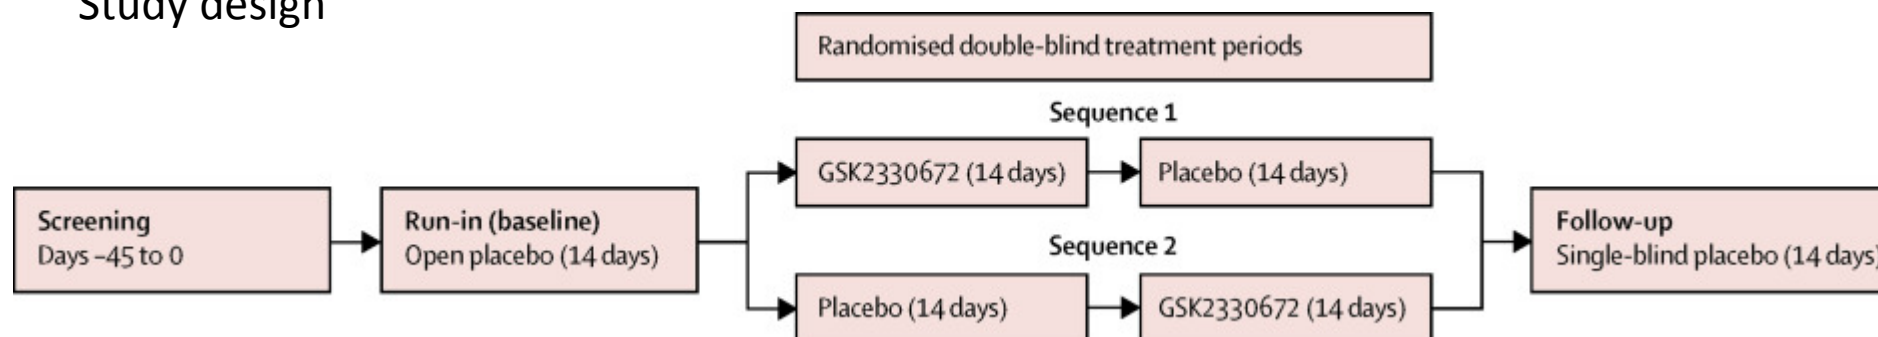 Study design
Randomised double-blind treatment periods
Sequence 1
GSK2330672 (14 days)
Placebo (14 days)
Screening
Days –45 to 0
Run-in (baseline)
Open placebo (14 days)
Sequence 2
Placebo (14 days)
GSK2330672 (14 days)
Follow-up
Single-blind placebo (14 days)